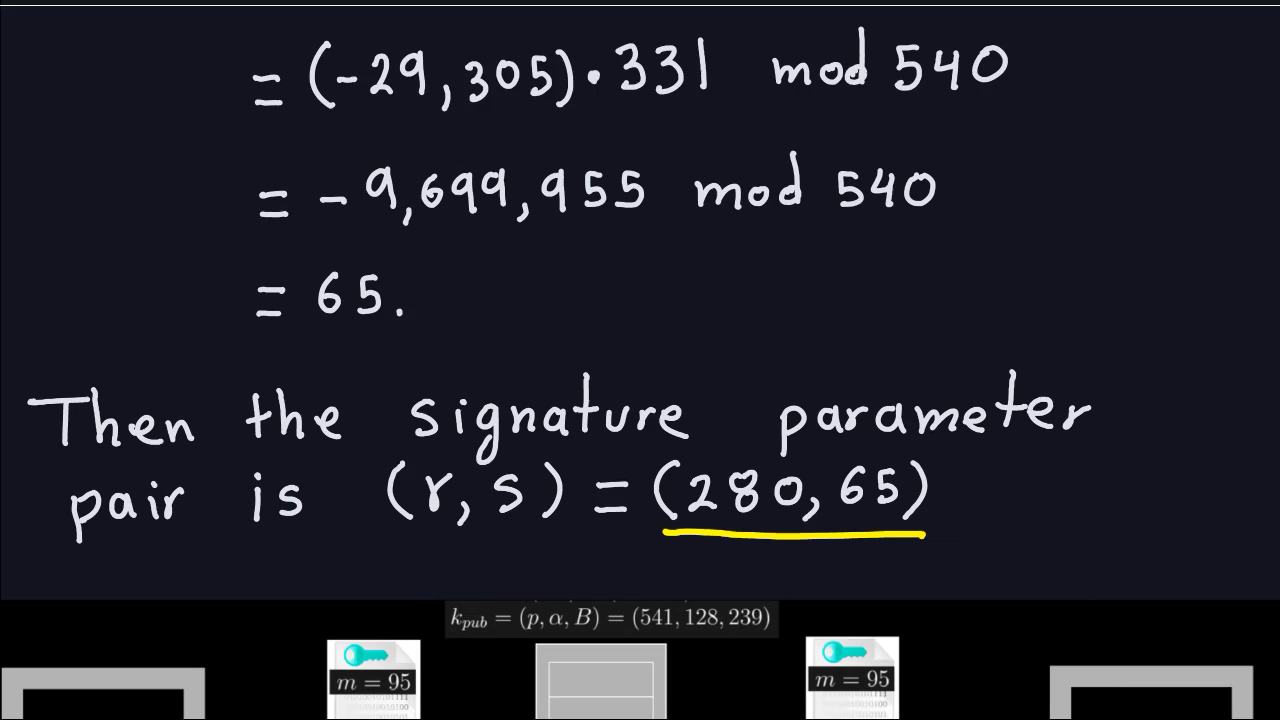 = (-29,305)·331 mod 540
= -9,699,955 mod 540
= 65.
Then the signature parameter
pair is (r,s) = (280,65)
k_pub = (p, α, B) = (541, 128, 239)
m = 95
m = 95